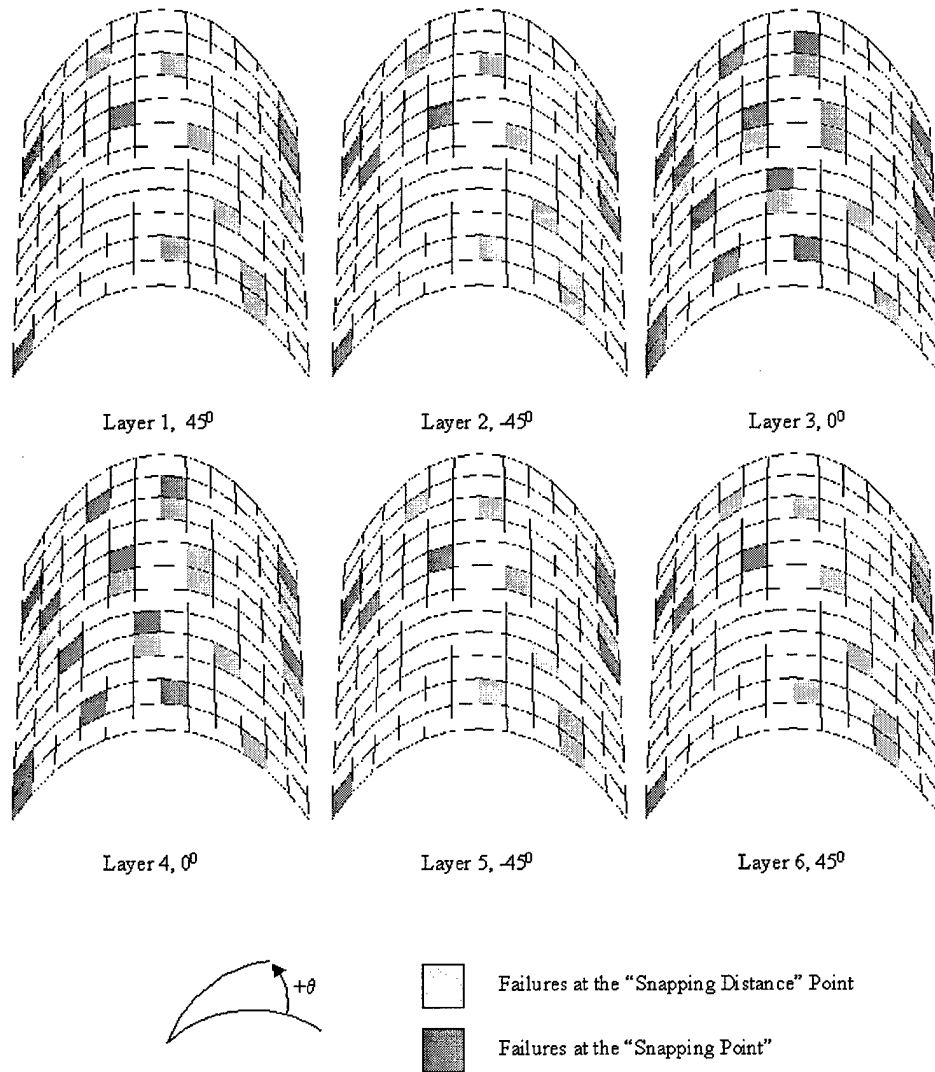 Layer 1, 45⁰
Layer 2, -45⁰
Layer 3, 0⁰
Layer 4, 0⁰
Layer 5, -45⁰
Layer 6, 45⁰
+θ
Failures at the “Snapping Distance” Point
Failures at the “Snapping Point”